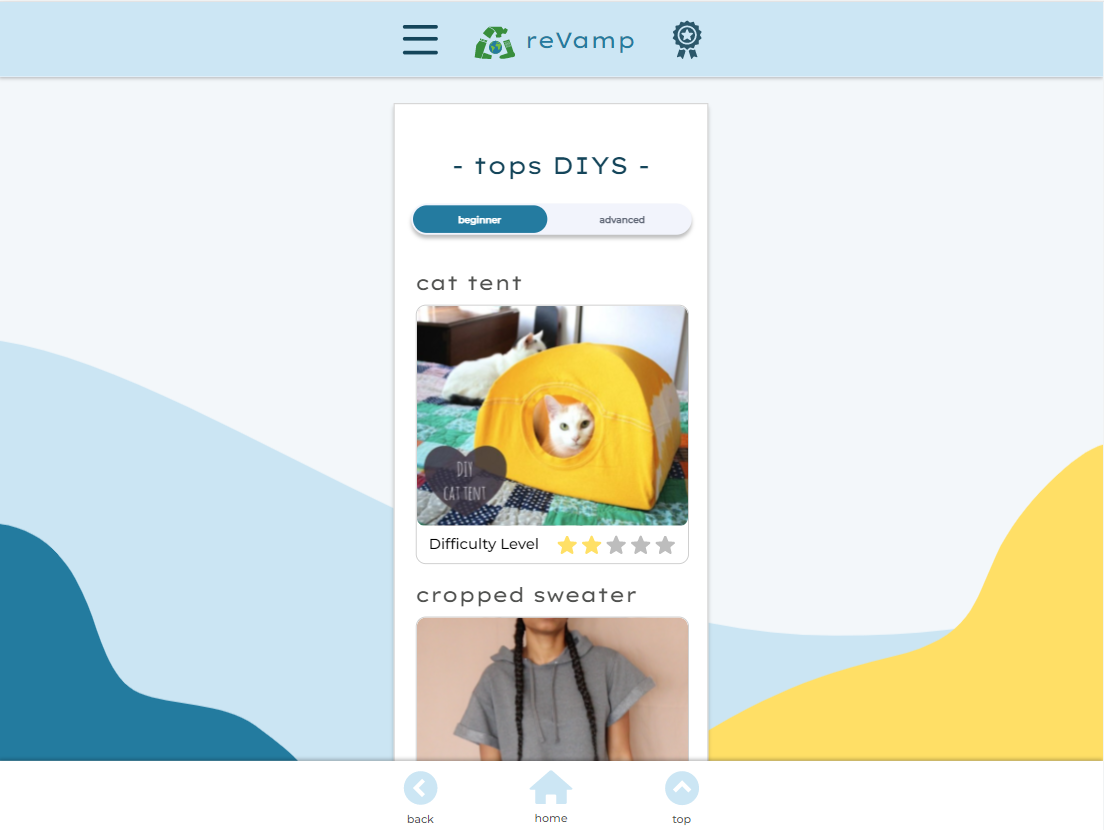 reVamp
- tops DIYS -
beginner
advanced
cat tent
DIY
CAT TENT
Difficulty Level
cropped sweater
back
home
top